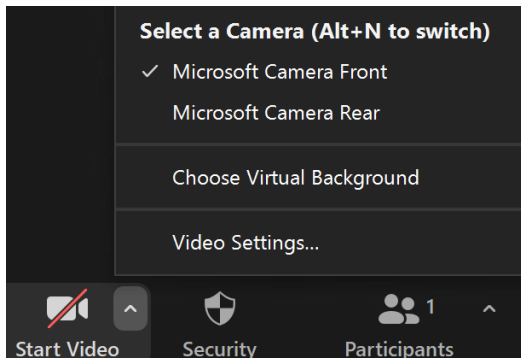 Select a Camera (Alt+N to switch)
Microsoft Camera Front
Microsoft Camera Rear
Choose Virtual Background
Video Settings...
1
Start Video Security Participants